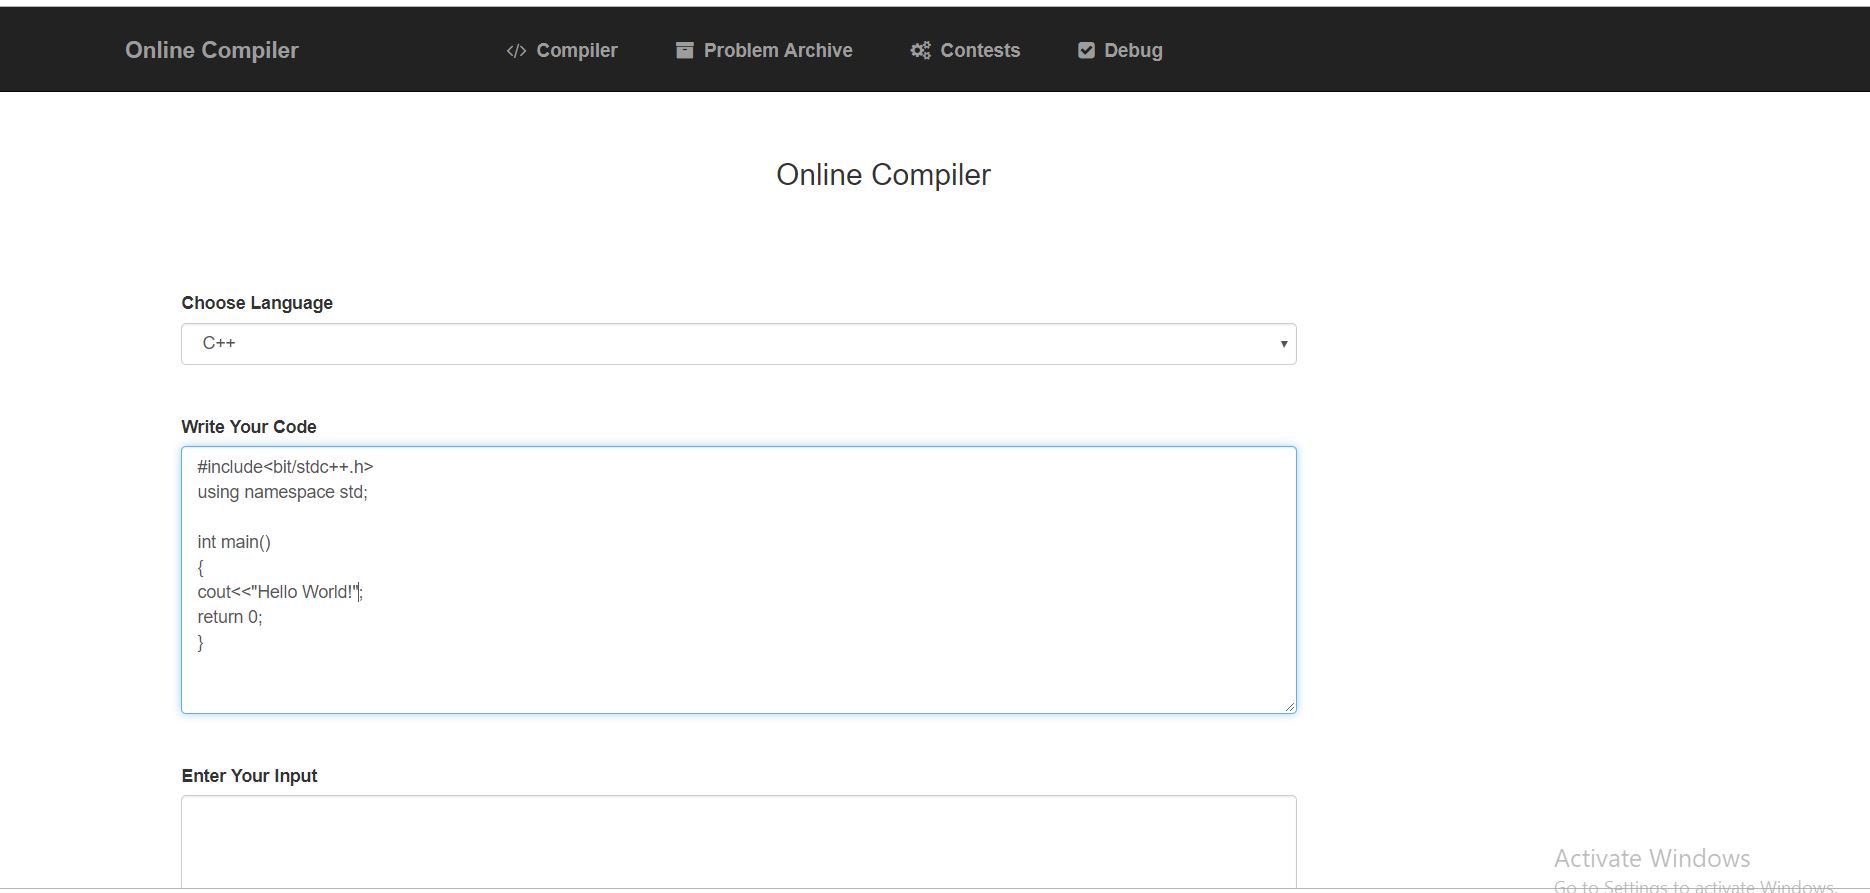 Online Compiler </> Compiler Problem Archive Contests Debug
Online Compiler
Choose Language
C++
Write Your Code
#include<bit/stdc++.h>
using namespace std;
int main()
{
cout<<"Hello World!";
return 0;
}
Enter Your Input
Activate Windows
Go to Settings to activate Windows.